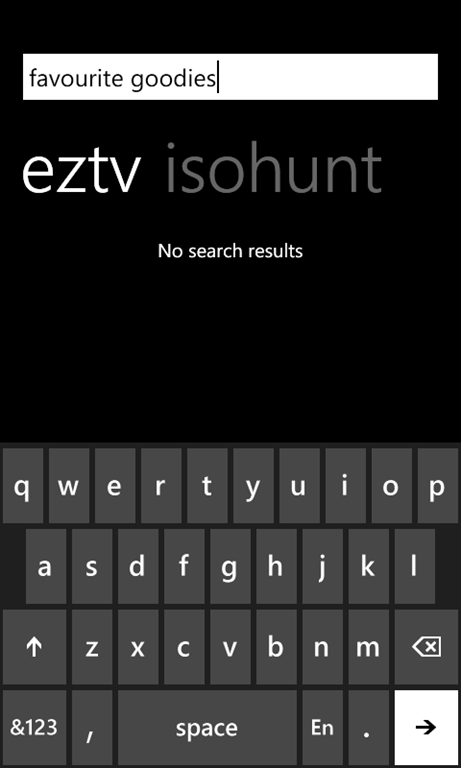 favourite goodies
eztv isohunt
No search results
q w e r t y u i o p
a s d f g h j k l
z x c v b n m
&123 , space En .